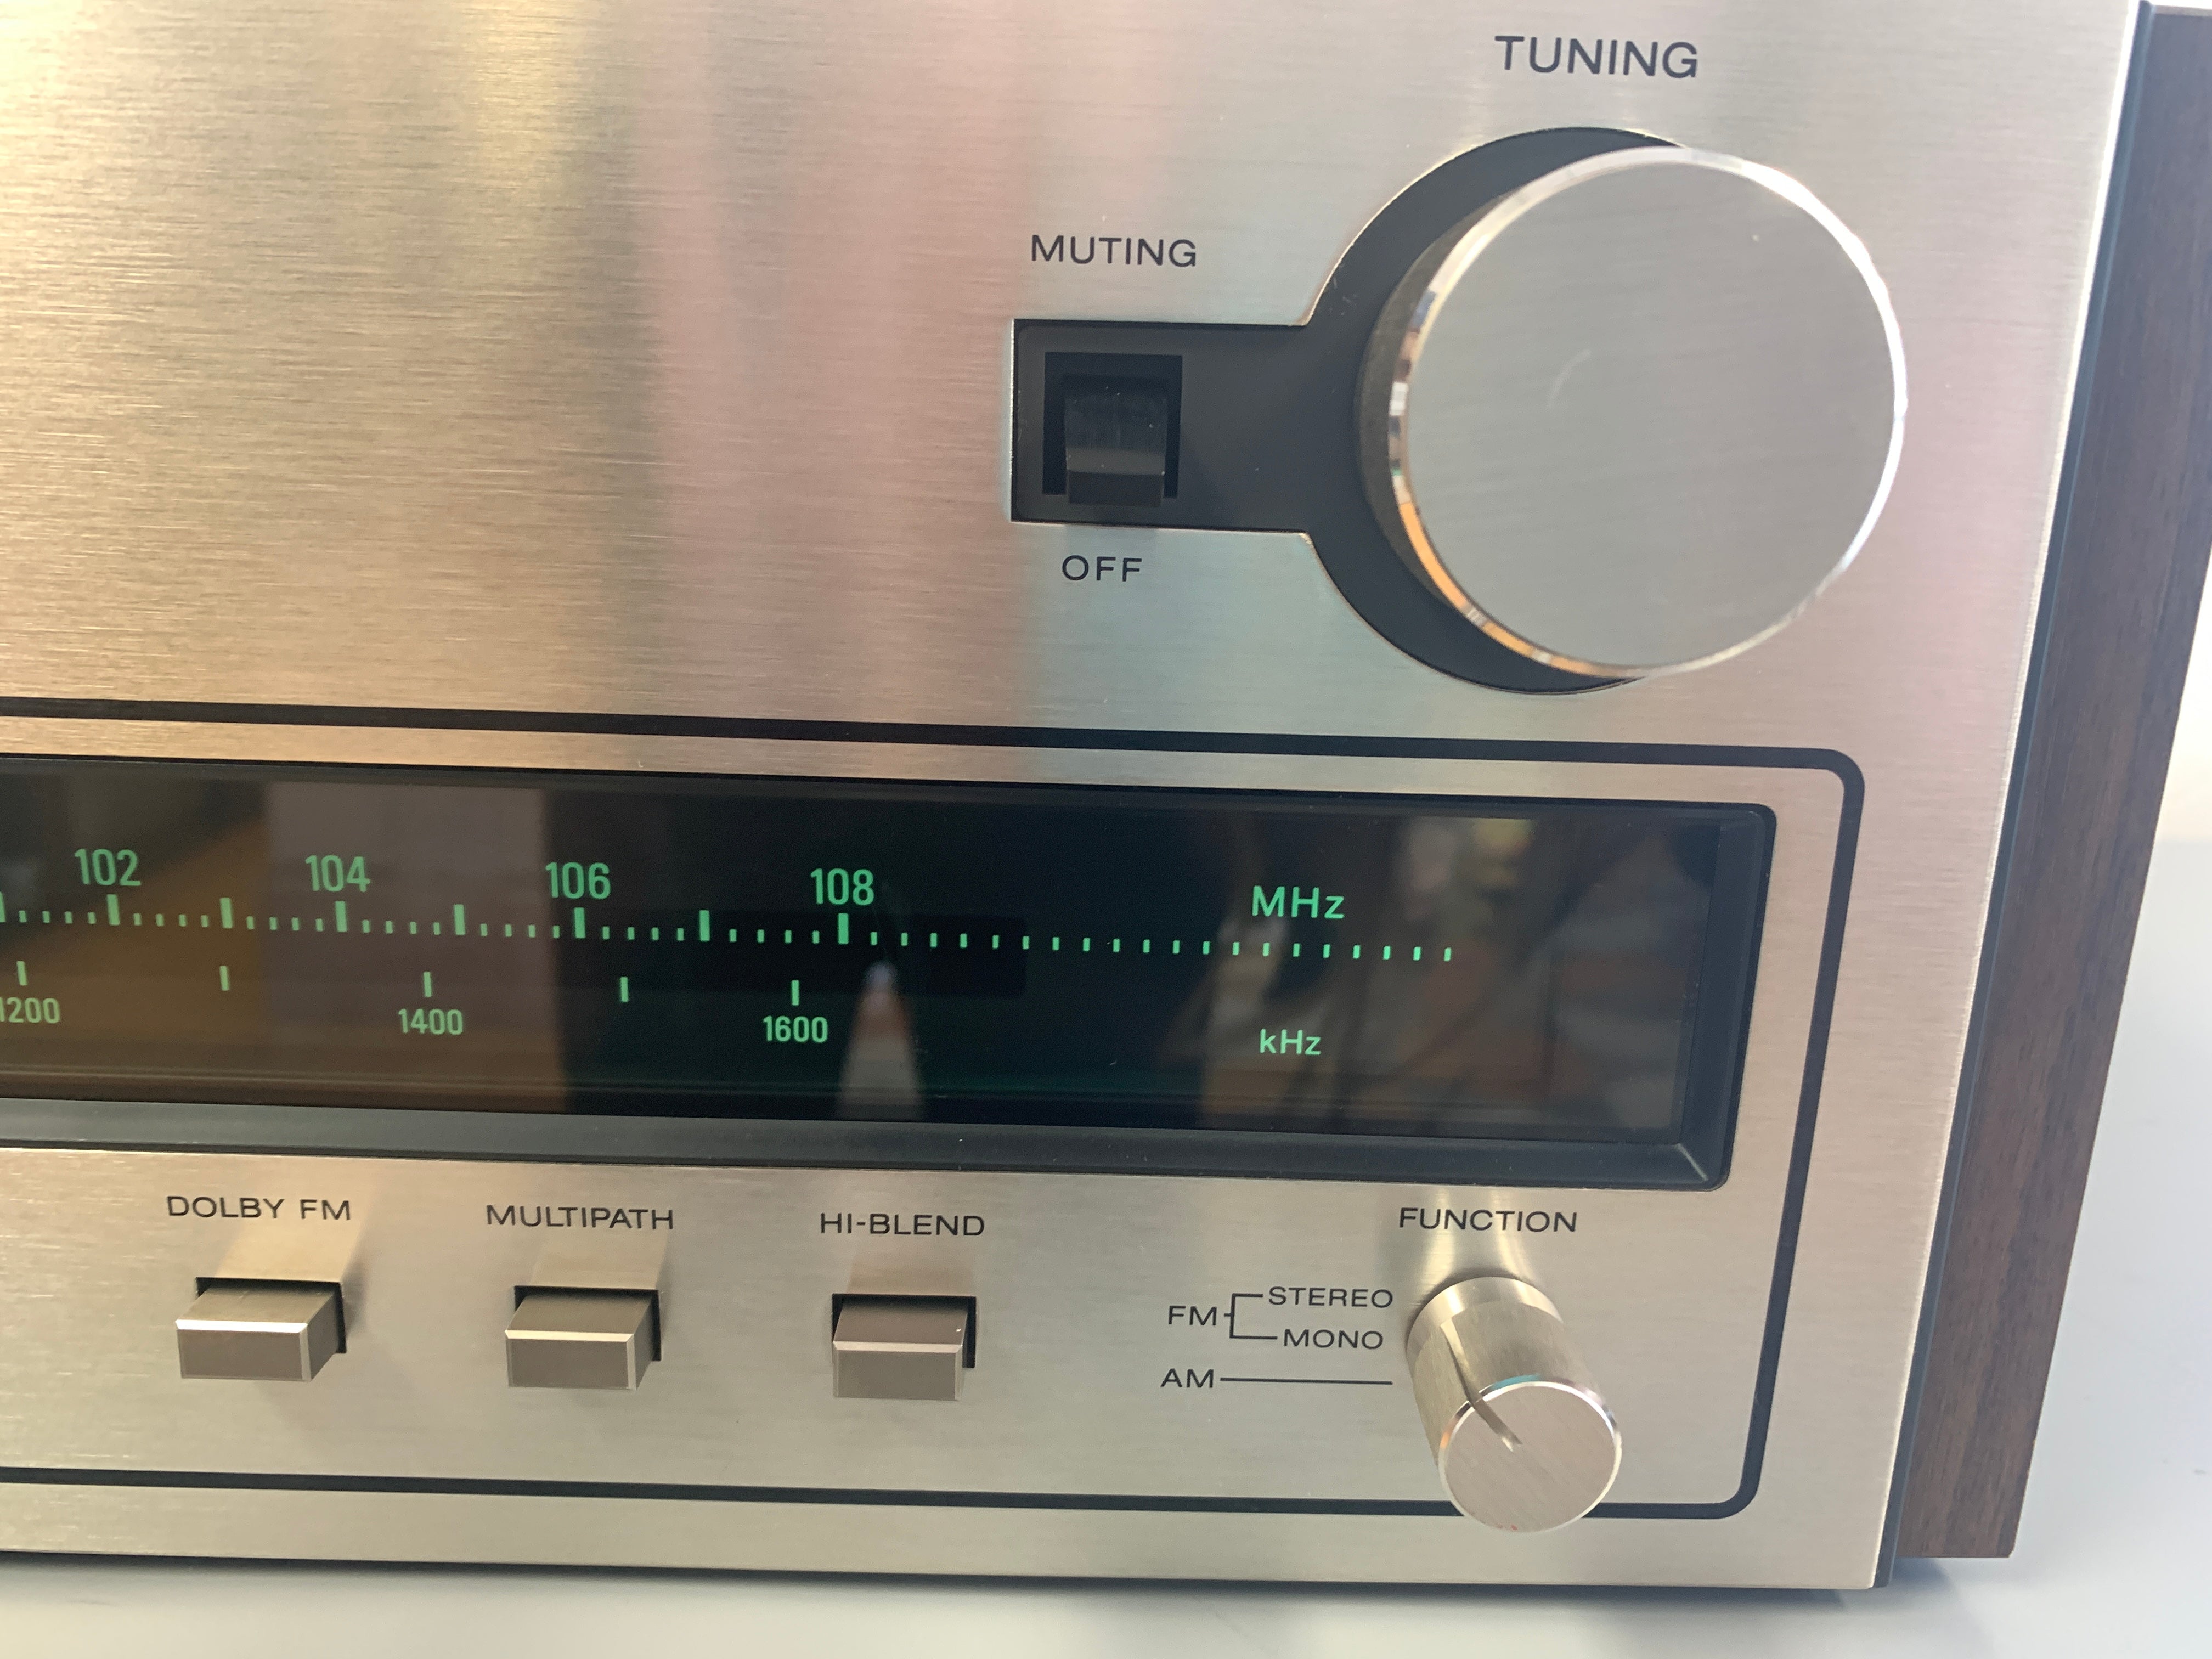 TUNING
MUTING
OFF
102 104 106 108 MHz
1200 1400 1600 kHz
DOLBY FM MULTIPATH HI-BLEND FUNCTION
FM STEREO
MONO
AM